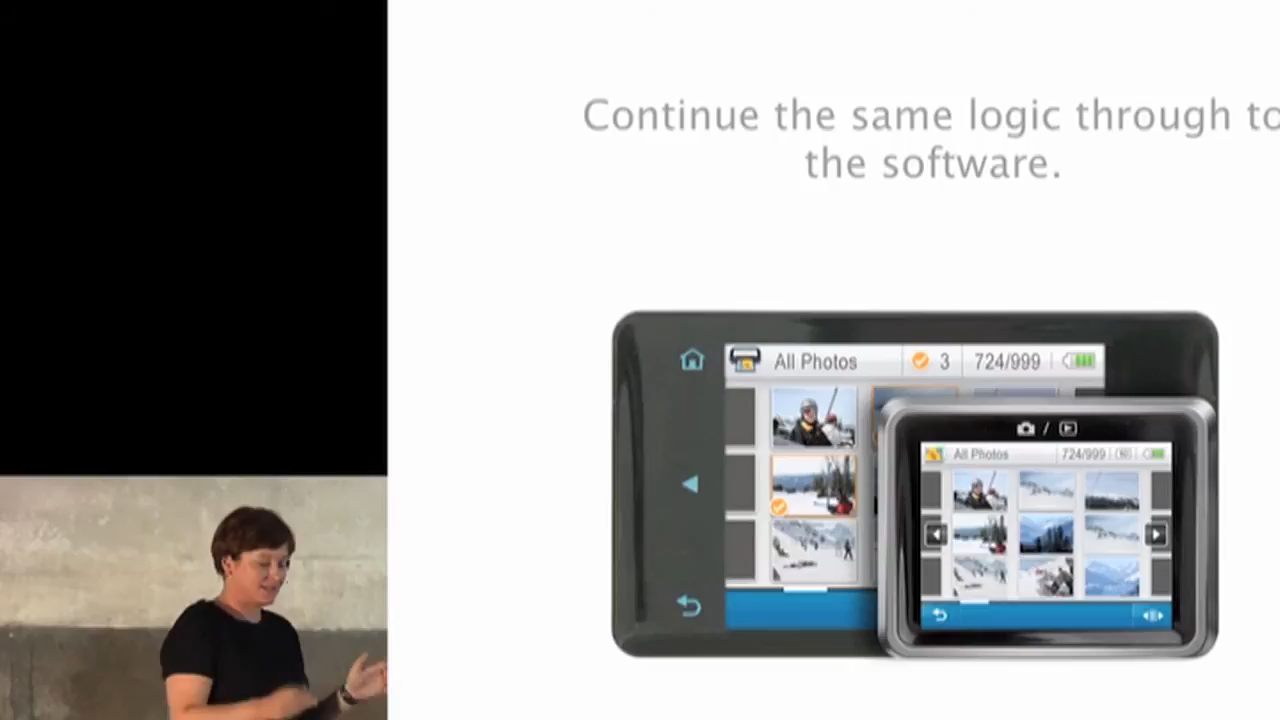 Continue the same logic through to
the software.
All Photos 3 724/999
/
All Photos 724/999